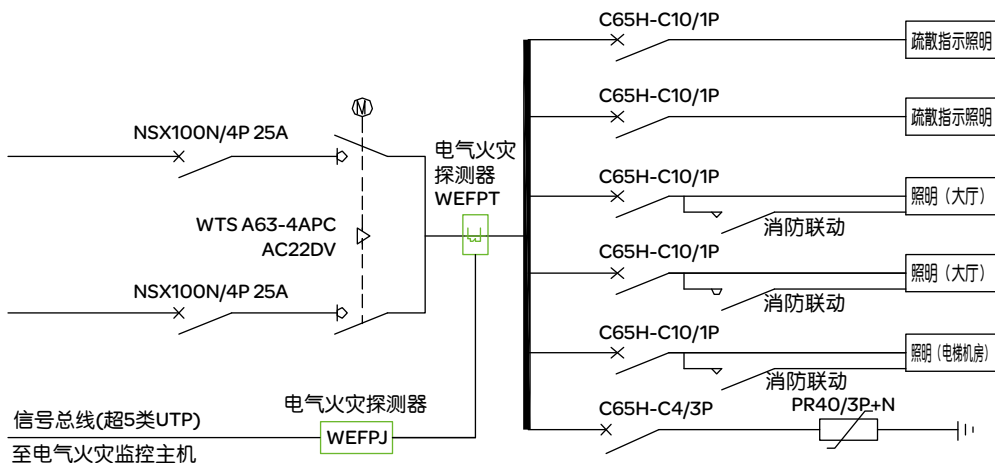 C65H-C10/1P
疏散指示照明
C65H-C10/1P
疏散指示照明
M
NSX100N/4P 25A
电气火灾
探测器
WEFPT
C65H-C10/1P
照明（大厅）
消防联动
WTS A63-4APC
AC22DV
C65H-C10/1P
照明（大厅）
消防联动
NSX100N/4P 25A
C65H-C10/1P
照明（电梯机房）
消防联动
电气火灾探测器
WEFPJ
信号总线(超5类UTP)
至电气火灾监控主机
C65H-C4/3P
PR40/3P+N